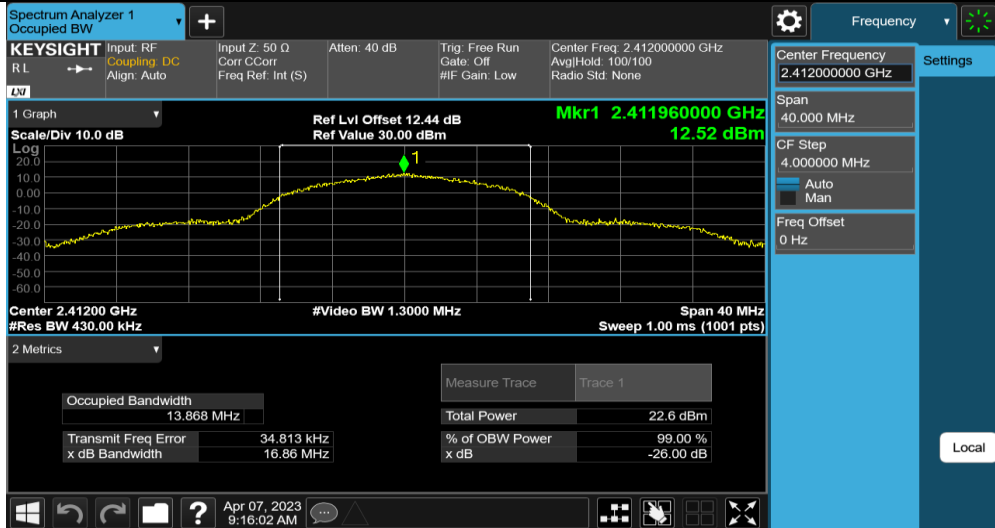 Spectrum Analyzer 1
Occupied BW
+
Frequency
KEYSIGHT
RL
LXI
Input: RF
Coupling: DC
Align: Auto
Input Z: 50 Ω
Corr CCorr
Freq Ref: Int (S)
Atten: 40 dB
Trig: Free Run
Gate: Off
#IF Gain: Low
Center Freq: 2.412000000 GHz
Avg|Hold: 100/100
Radio Std: None
Center Frequency
2.412000000 GHz
Settings
Span
40.000 MHz
CF Step
4.000000 MHz
Auto
Man
Freq Offset
0 Hz
1 Graph
Scale/Div 10.0 dB
Ref Lvl Offset 12.44 dB
Ref Value 30.00 dBm
Mkr1 2.411960000 GHz
12.52 dBm
Log
20.0
10.0
0.00
-10.0
-20.0
-30.0
-40.0
-50.0
-60.0
1
Center 2.41200 GHz
#Res BW 430.00 kHz
#Video BW 1.3000 MHz
Span 40 MHz
Sweep 1.00 ms (1001 pts)
2 Metrics
Measure Trace Trace 1
Occupied Bandwidth
13.868 MHz
Total Power 22.6 dBm
Transmit Freq Error 34.813 kHz
% of OBW Power 99.00 %
x dB Bandwidth 16.86 MHz
x dB -26.00 dB
Local
?
Apr 07, 2023
9:16:02 AM